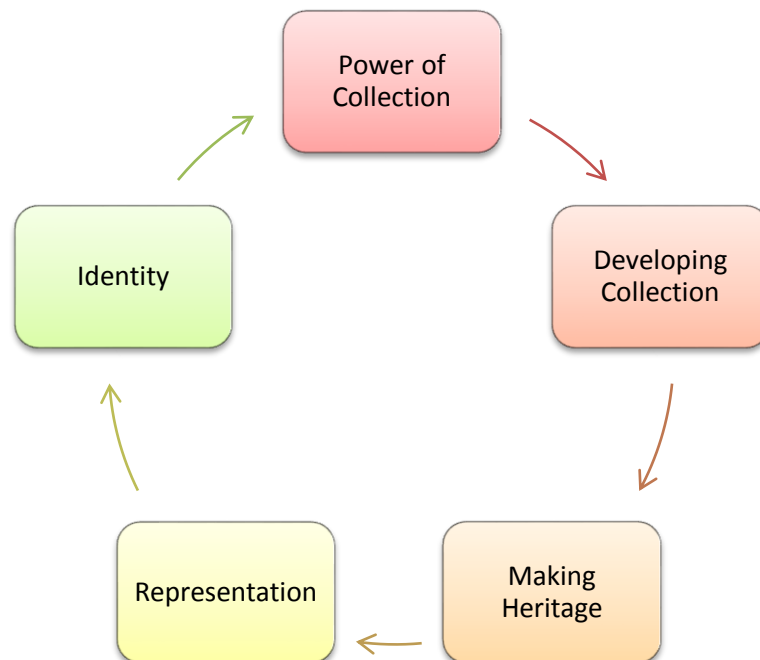 Power of
Collection
Developing
Collection
Making
Heritage
Representation
Identity